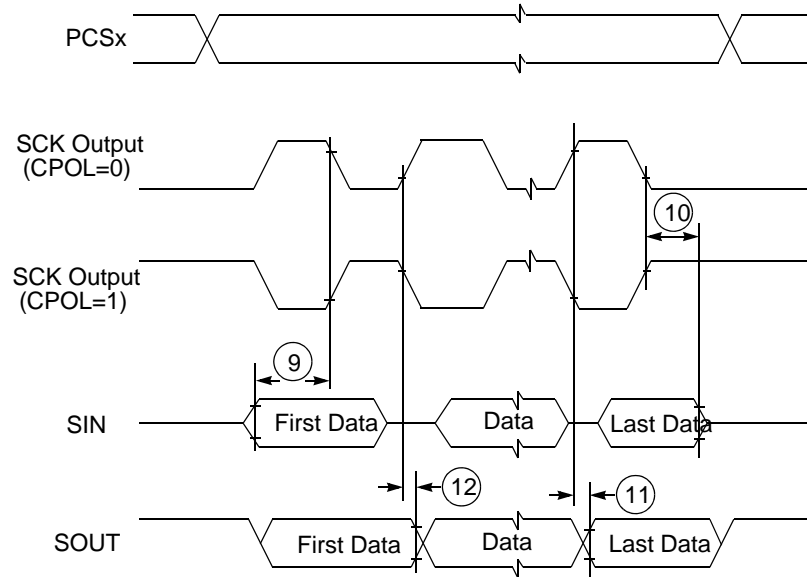 PCSx
SCK Output
(CPOL=0)
10
SCK Output
(CPOL=1)
9
SIN
First Data
Data
Last Data
12
11
SOUT
First Data
Data
Last Data